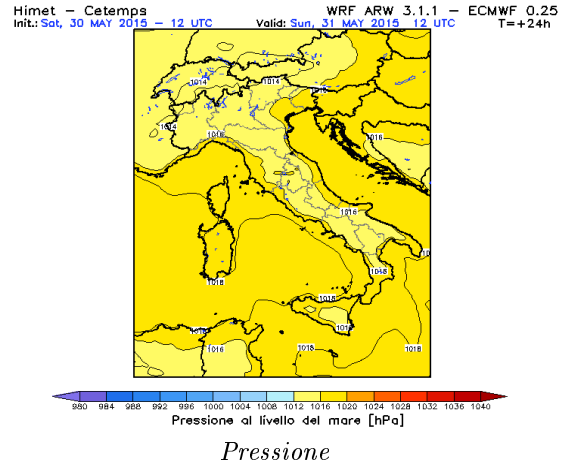 Himet – Cetemps WRF ARW 3.1.1 – ECMWF 0.25
Init.: Sat, 30 MAY 2015 – 12 UTC Valid: Sun, 31 MAY 2015 12 UTC T=+24h
1014
1014
1016
1014
1016
1016
1016
1018
1018
1018
1016
1018
1018
980 984 988 992 996 1000 1004 1008 1012 1016 1020 1024 1028 1032 1036 1040
Pressione al livello del mare [hPa]
Pressione